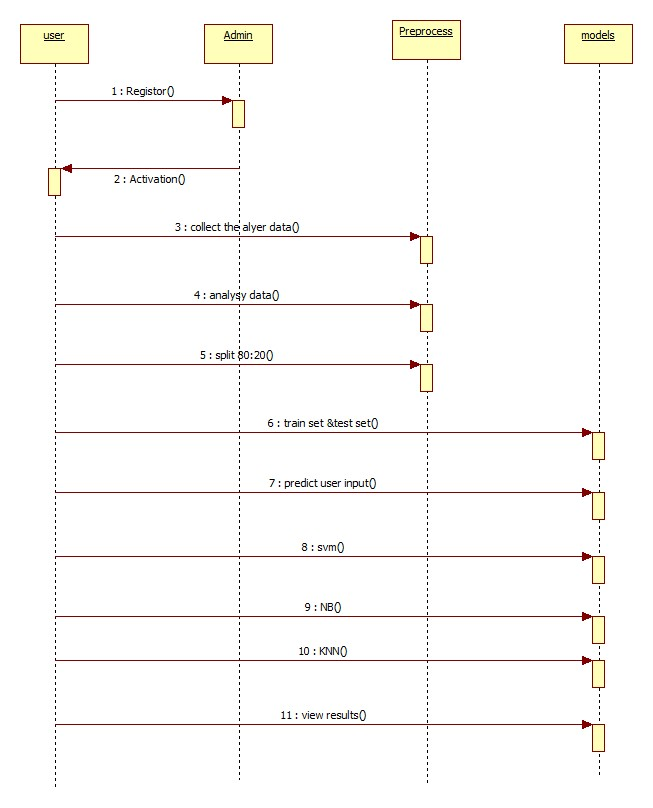 user
Admin
Preprocess
models
1 : Registor()
2 : Activation()
3 : collect the alyer data()
4 : analysy data()
5 : split 80:20()
6 : train set &test set()
7 : predict user input()
8 : svm()
9 : NB()
10 : KNN()
11 : view results()